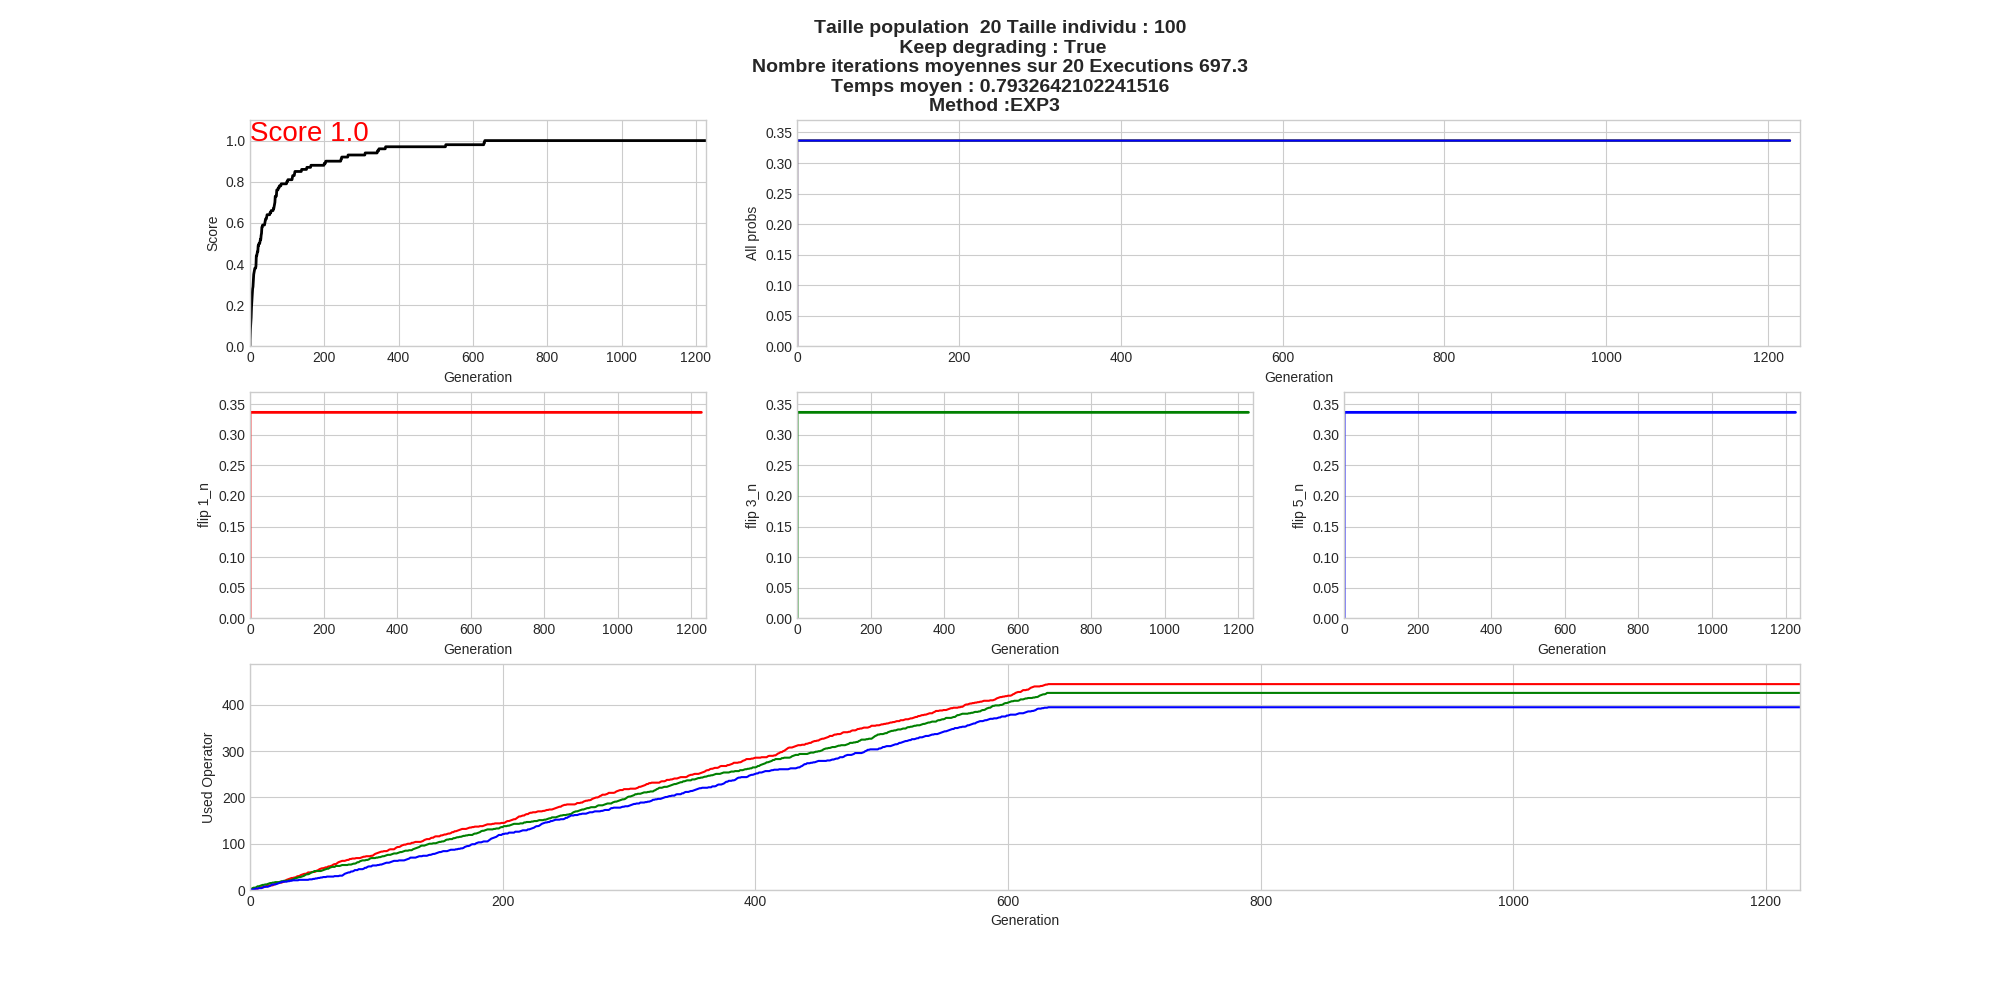 Taille population  20 Taille individu : 100
Keep degrading : True
Nombre iterations moyennes sur 20 Executions 697.3
Temps moyen : 0.7932642102241516
Method :EXP3
Score 1.0
1.0
0.8
0.6
0.4
0.2
0.0
Score
0 200 400 600 800 1000 1200
Generation
0.35
0.30
0.25
0.20
0.15
0.10
0.05
0.00
All probs
0 200 400 600 800 1000 1200
Generation
0.35
0.30
0.25
0.20
0.15
0.10
0.05
0.00
flip 1_n
0 200 400 600 800 1000 1200
Generation
0.35
0.30
0.25
0.20
0.15
0.10
0.05
0.00
flip 3_n
0 200 400 600 800 1000 1200
Generation
0.35
0.30
0.25
0.20
0.15
0.10
0.05
0.00
flip 5_n
0 200 400 600 800 1000 1200
Generation
400
300
200
100
0
Used Operator
0 200 400 600 800 1000 1200
Generation